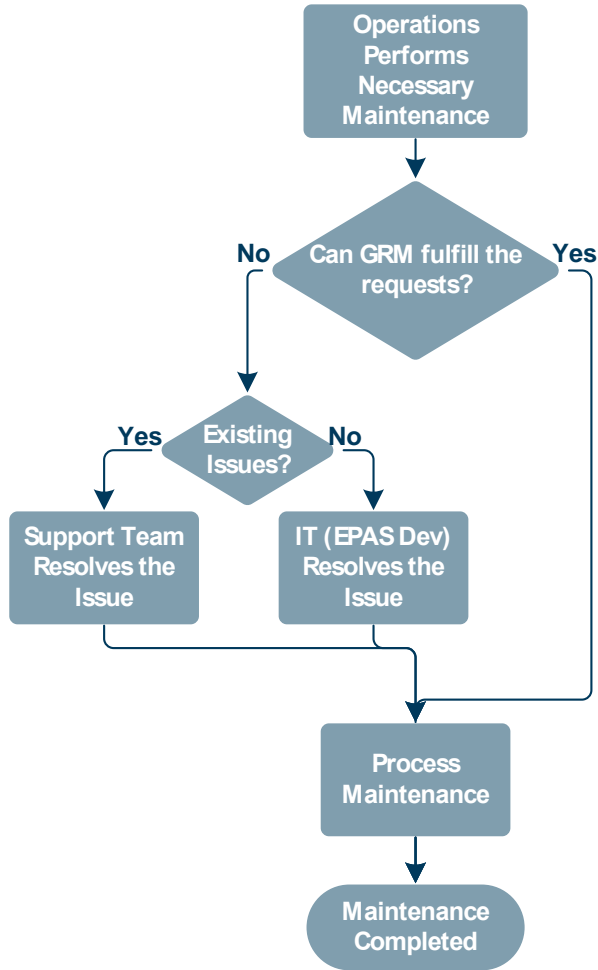 Operations
Performs
Necessary
Maintenance
No
Can GRM fulfill the
requests?
Yes
Yes
Existing
Issues?
No
Support Team
Resolves the
Issue
IT (EPAS Dev)
Resolves the
Issue
Process
Maintenance
Maintenance
Completed